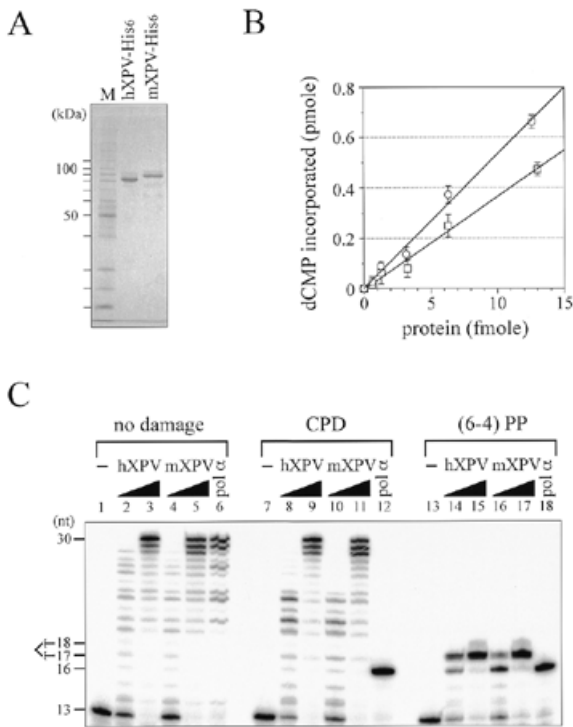 A
hXPV-His6
mXPV-His6
M
(kDa)
100
50
B
dCMP incorporated (pmole)
0.8
0.6
0.4
0.2
0
0 5 10 15
protein (fmole)
C
no damage CPD (6-4) PP
– hXPV mXPV pol α – hXPV mXPV pol α – hXPV mXPV pol α
1 2 3 4 5 6 7 8 9 10 11 12 13 14 15 16 17 18
(nt)
30
T 18
T 17
16
13